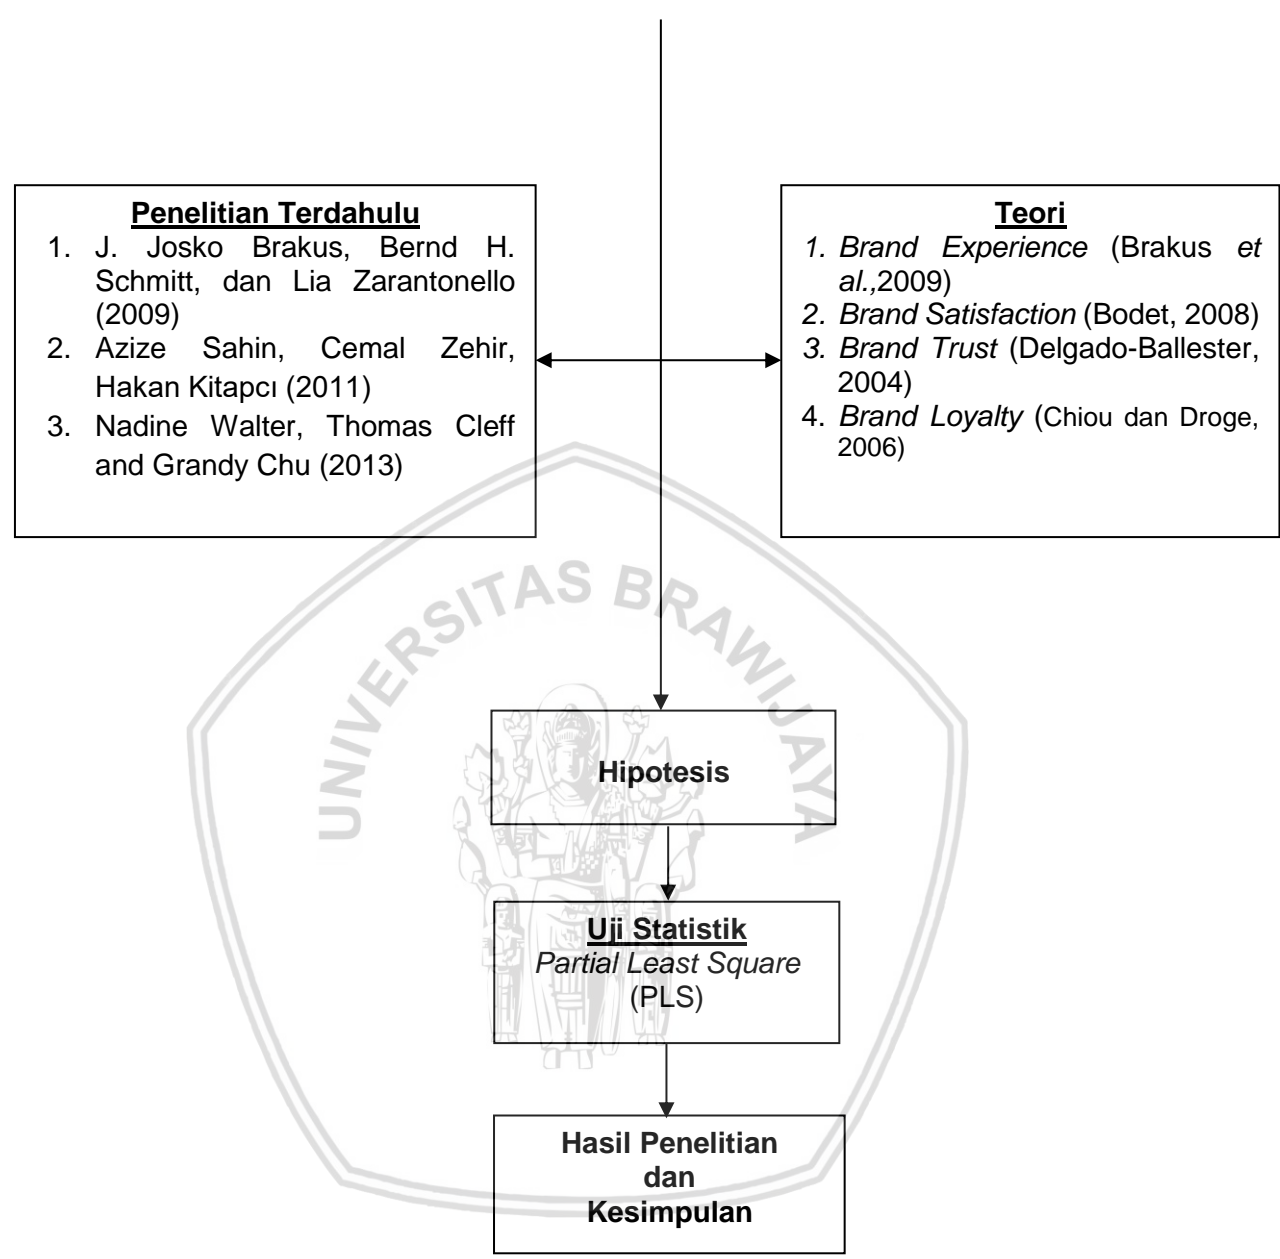 Penelitian Terdahulu
1. J. Josko Brakus, Bernd H.
Schmitt, dan Lia Zarantonello
(2009)
2. Azize Sahin, Cemal Zehir,
Hakan Kitapcı (2011)
3. Nadine Walter, Thomas Cleff
and Grandy Chu (2013)
Teori
1. Brand Experience (Brakus et
al.,2009)
2. Brand Satisfaction (Bodet, 2008)
3. Brand Trust (Delgado-Ballester,
2004)
4. Brand Loyalty (Chiou dan Droge,
2006)
UNIVERSITAS BRAWIJAYA
Hipotesis
Uji Statistik
Partial Least Square
(PLS)
Hasil Penelitian
dan
Kesimpulan